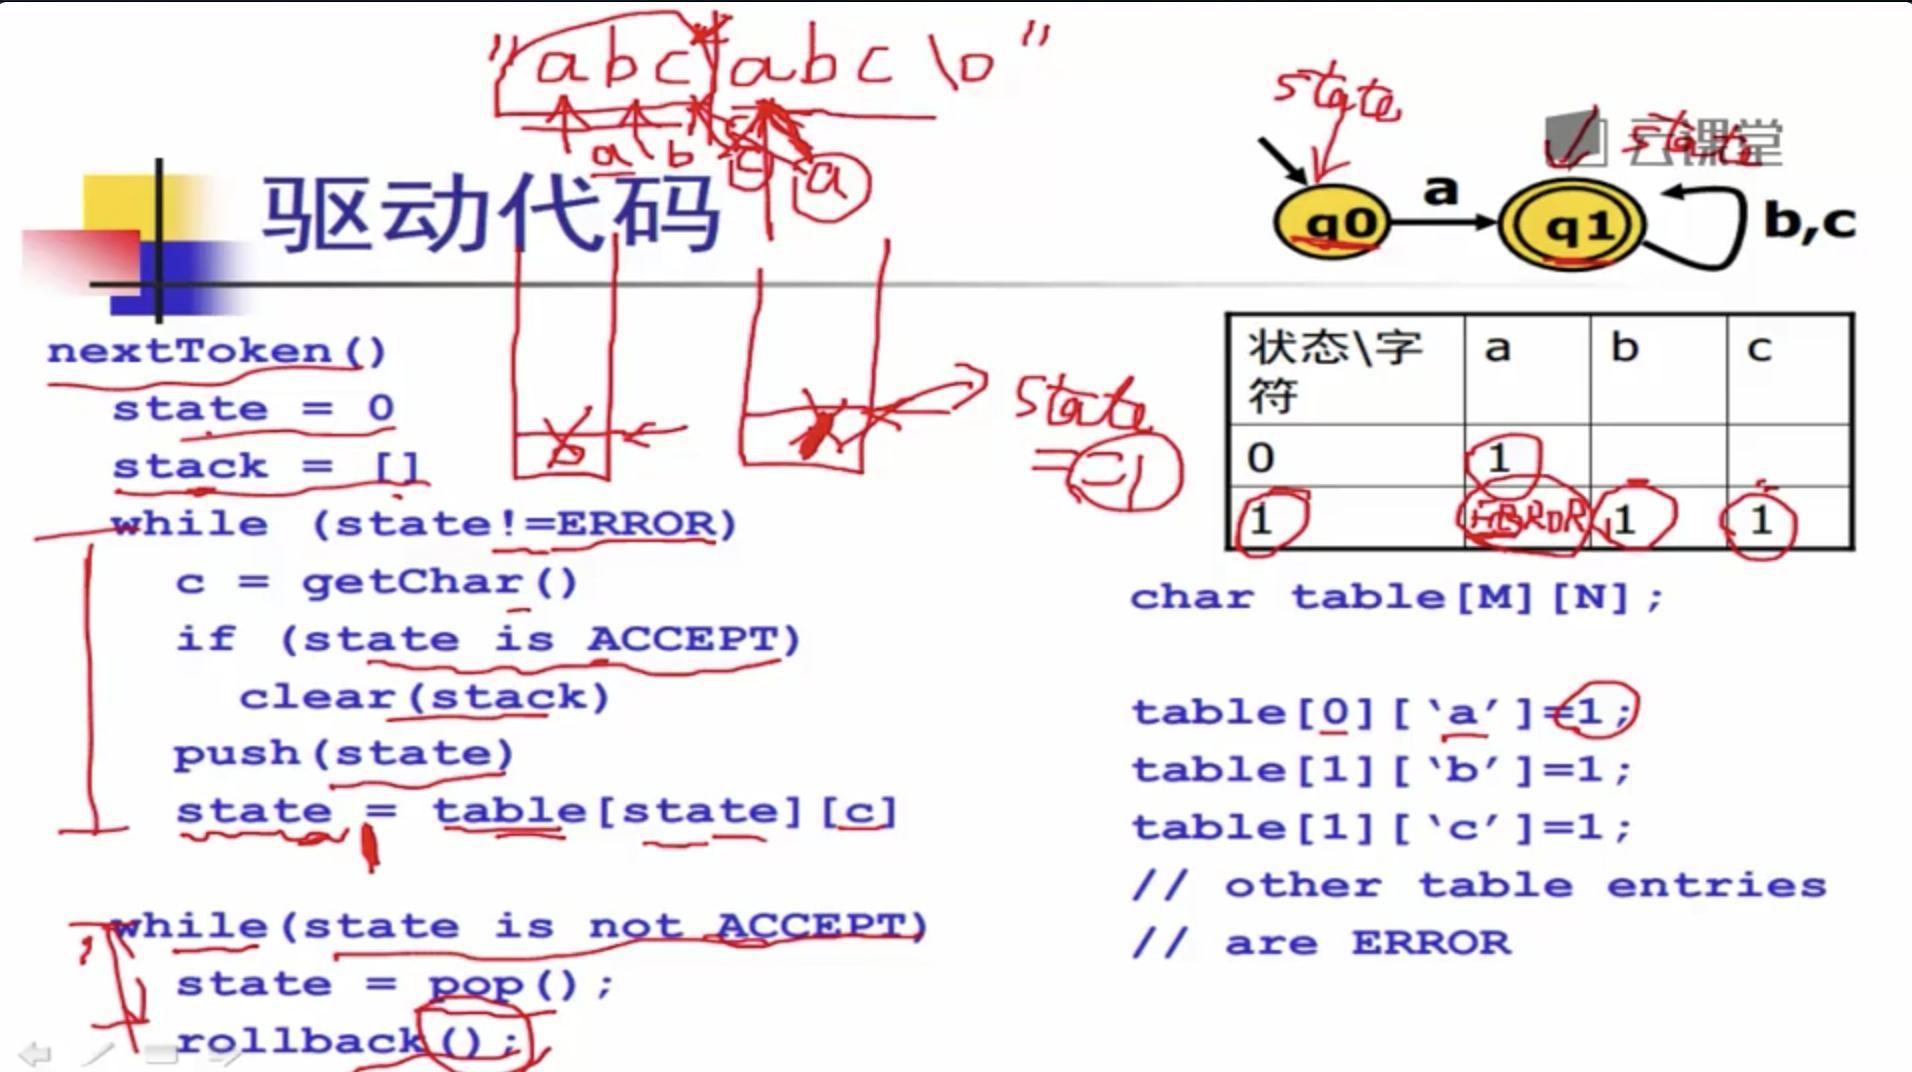 "abcabc\0"
a b c a
state
state
云课堂
驱动代码
q0 a q1 b,c
nextToken()
state = 0
stack = []
while (state!=ERROR)
c = getChar()
if (state is ACCEPT)
clear(stack)
push(state)
state = table[state][c]
while(state is not ACCEPT)
state = pop();
rollback();
state
状态\字符 a b c
0 1
1 ERROR 1 1
char table[M][N];
table[0][‘a’]=1;
table[1][‘b’]=1;
table[1][‘c’]=1;
// other table entries
// are ERROR